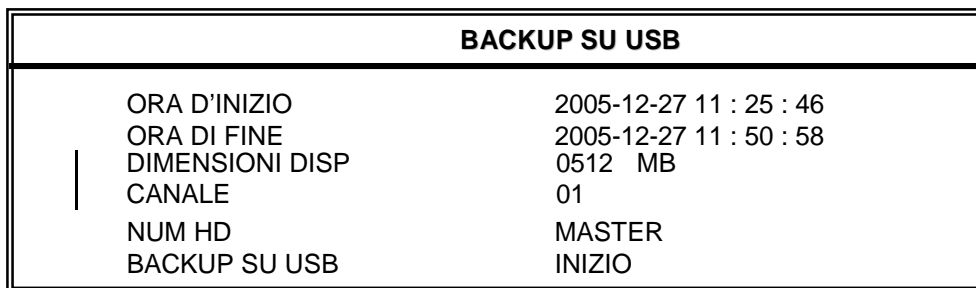 BACKUP SU USB
ORA D'INIZIO 2005-12-27 11 : 25 : 46
ORA DI FINE 2005-12-27 11 : 50 : 58
DIMENSIONI DISP 0512 MB
CANALE 01
NUM HD MASTER
BACKUP SU USB INIZIO